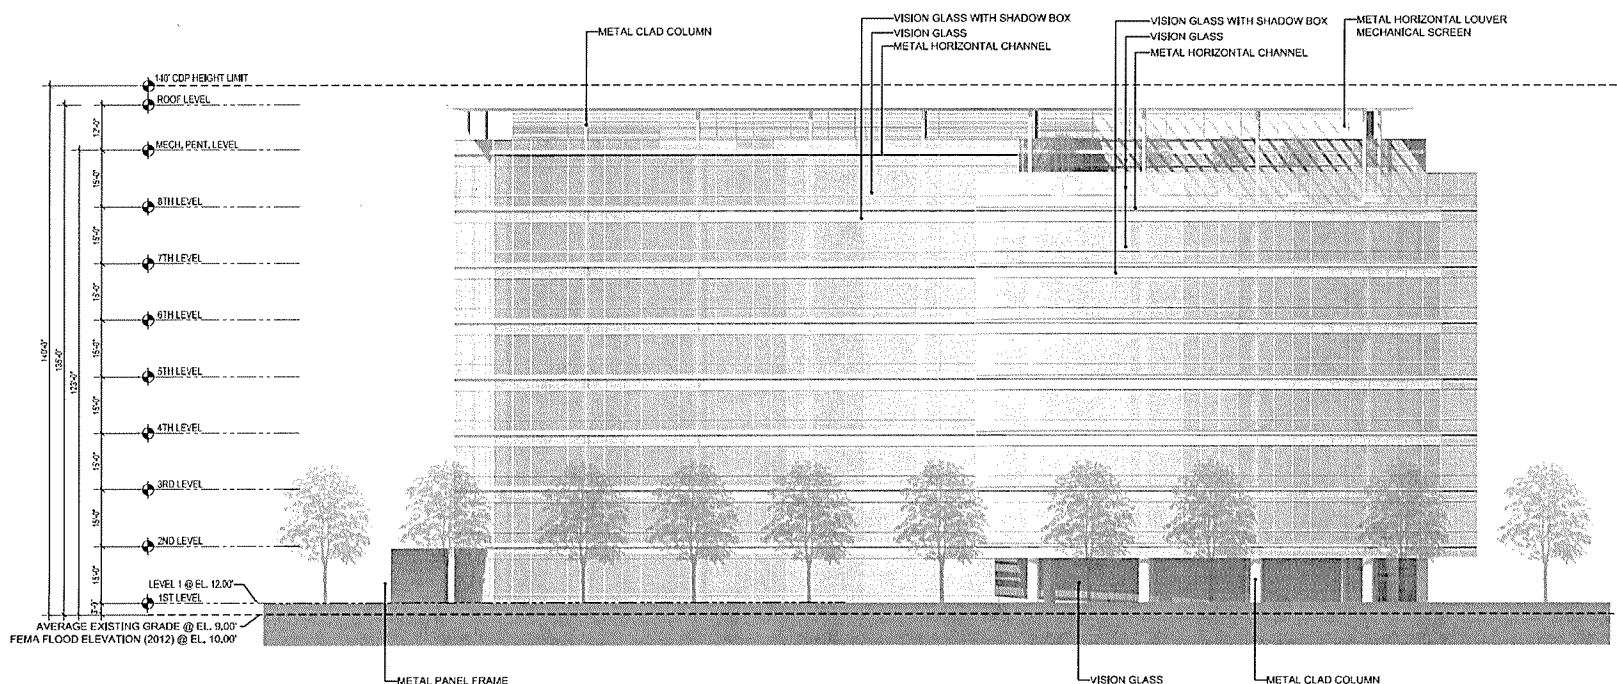 VISION GLASS WITH SHADOW BOX
VISION GLASS
METAL HORIZONTAL CHANNEL
METAL CLAD COLUMN
VISION GLASS WITH SHADOW BOX
VISION GLASS
METAL HORIZONTAL CHANNEL
METAL HORIZONTAL LOUVER
MECHANICAL SCREEN
140' CDP HEIGHT LIMIT
ROOF LEVEL
12'-0"
MECH. PENT. LEVEL
15'-0"
8TH LEVEL
15'-0"
7TH LEVEL
15'-0"
6TH LEVEL
140'-0"
135'-0"
123'-0"
15'-0"
5TH LEVEL
15'-0"
4TH LEVEL
15'-0"
3RD LEVEL
15'-0"
2ND LEVEL
15'-0"
LEVEL 1 @ EL. 12.00'
1ST LEVEL
3'-0"
AVERAGE EXISTING GRADE @ EL. 9.00'
FEMA FLOOD ELEVATION (2012) @ EL. 10.00'
METAL PANEL FRAME
VISION GLASS
METAL CLAD COLUMN